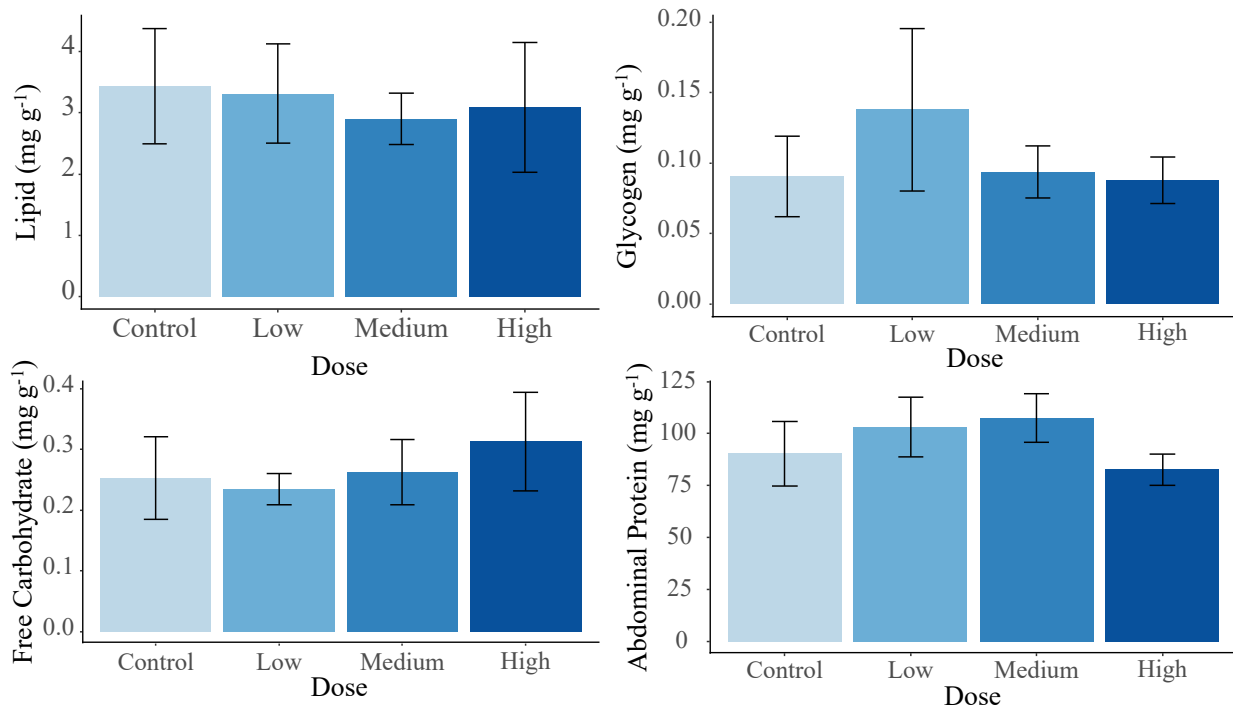 Lipid (mg g⁻¹)
4
3
2
1
0
Control Low Medium High
Dose
Glycogen (mg g⁻¹)
0.20
0.15
0.10
0.05
0.00
Control Low Medium High
Dose
Free Carbohydrate (mg g⁻¹)
0.4
0.3
0.2
0.1
0.0
Control Low Medium High
Dose
Abdominal Protein (mg g⁻¹)
125
100
75
50
25
0
Control Low Medium High
Dose